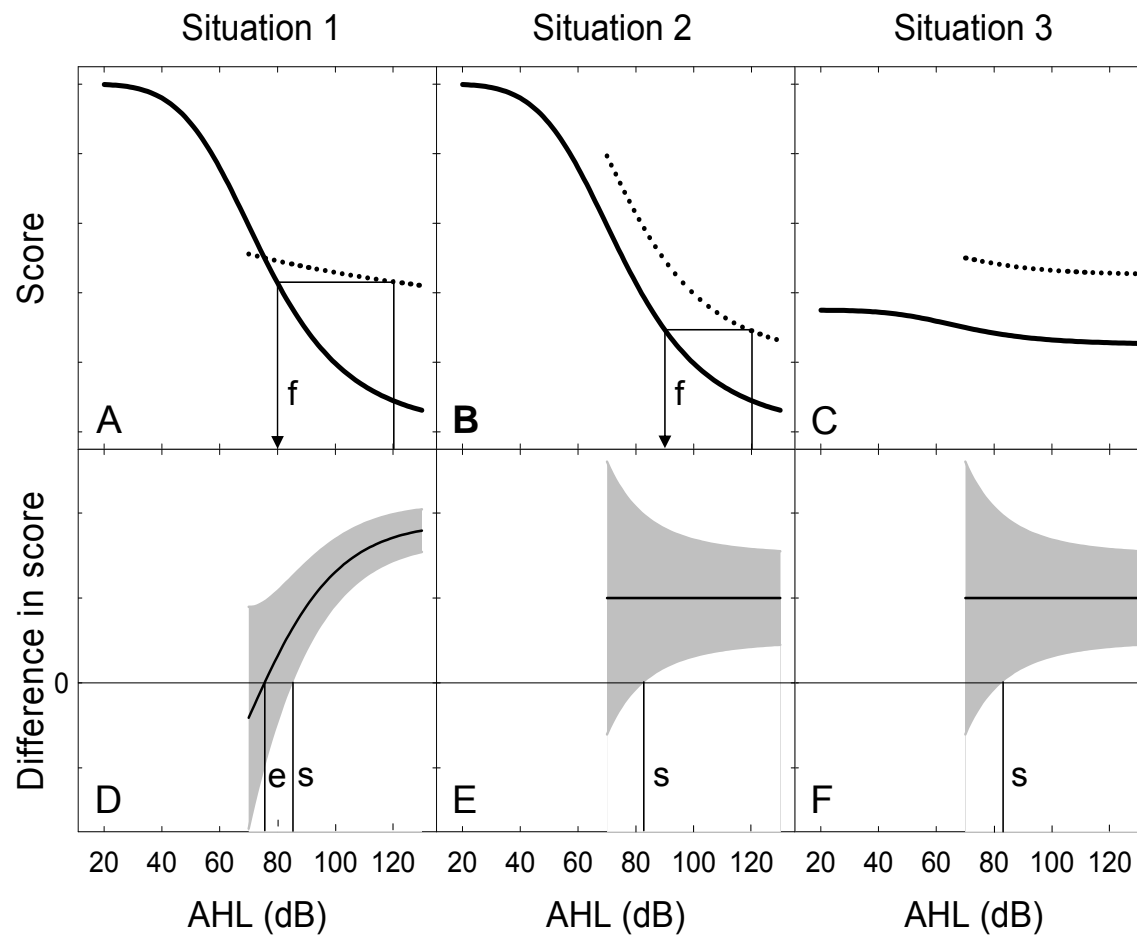 Situation 1 Situation 2 Situation 3
Score
f
f
A
B
C
Difference in score
0
e s
s
s
D
E
F
20 40 60 80 100 120 20 40 60 80 100 120 20 40 60 80 100 120
AHL (dB) AHL (dB) AHL (dB)